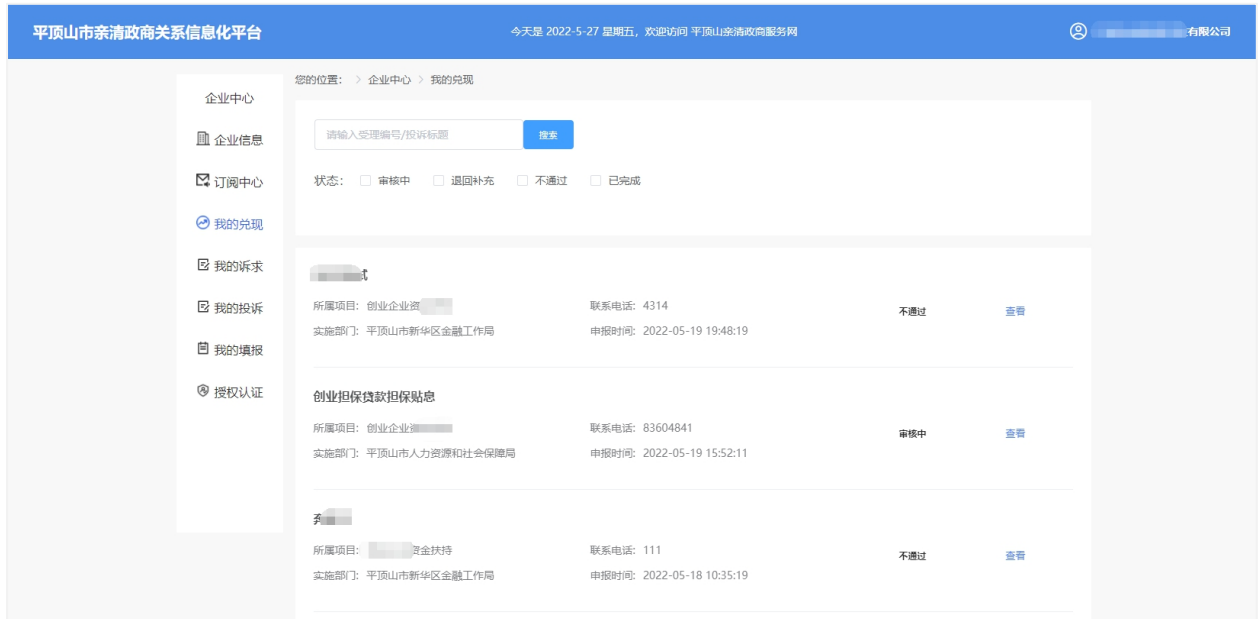 平顶山市亲清政商关系信息化平台
今天是 2022-5-27 星期五，欢迎访问 平顶山亲清政商服务网
有限公司
企业中心
企业信息
订阅中心
我的兑现
我的诉求
我的投诉
我的填报
授权认证
您的位置： > 企业中心 > 我的兑现
请输入受理编号/投诉标题
搜索
状态： 审核中 退回补充 不通过 已完成
试
所属项目: 创业企业资
联系电话: 4314
实施部门: 平顶山市新华区金融工作局
申报时间: 2022-05-19 19:48:19
不通过
查看
创业担保贷款担保贴息
所属项目: 创业企业资
联系电话: 83604841
实施部门: 平顶山市人力资源和社会保障局
申报时间: 2022-05-19 15:52:11
审核中
查看
所属项目: 资金扶持
联系电话: 111
实施部门: 平顶山市新华区金融工作局
申报时间: 2022-05-18 10:35:19
不通过
查看